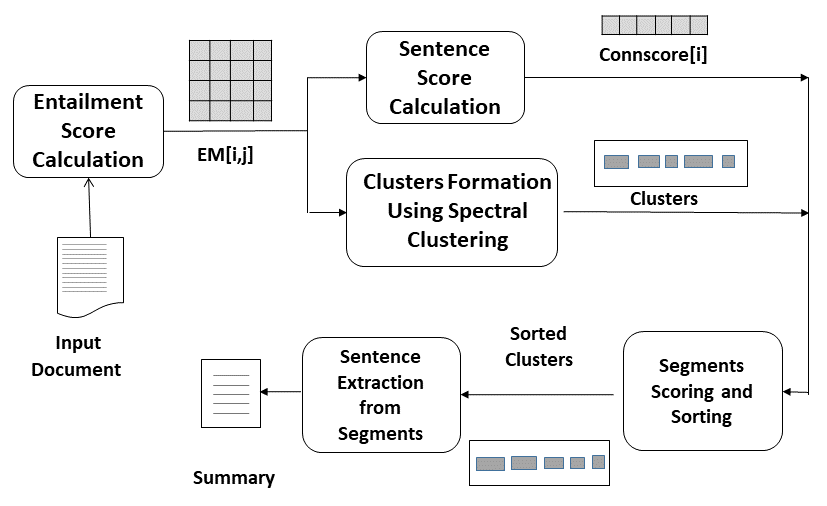 Entailment
Score
Calculation
EM[i,j]
Sentence
Score
Calculation
Connscore[i]
Clusters Formation
Using Spectral
Clustering
Clusters
Input
Document
Segments
Scoring and
Sorting
Sorted
Clusters
Sentence
Extraction
from
Segments
Summary